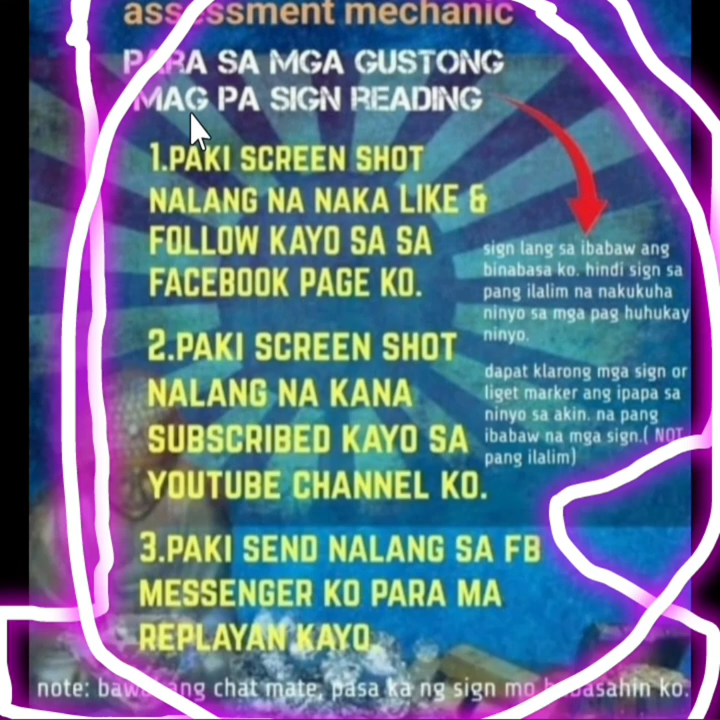 assessment mechanic
PARA SA MGA GUSTONG
MAG PA SIGN READING
1.PAKI SCREEN SHOT
NALANG NA NAKA LIKE &
FOLLOW KAYO SA SA
FACEBOOK PAGE KO.
2.PAKI SCREEN SHOT
NALANG NA KANA
SUBSCRIBED KAYO SA
YOUTUBE CHANNEL KO.
3.PAKI SEND NALANG SA FB
MESSENGER KO PARA MA
REPLAYAN KAYO.
sign lang sa ibabaw ang
binabasa ko. hindi sign sa
pang ilalim na nakukuha
ninyo sa mga pag huhukay
ninyo.
dapat klarong mga sign or
liget marker ang ipapa sa
ninyo sa akin. na pang
ibabaw na mga sign.( NOT
pang ilalim)
note: bawal ang chat mate, pasa ka ng sign mo babasahin ko.